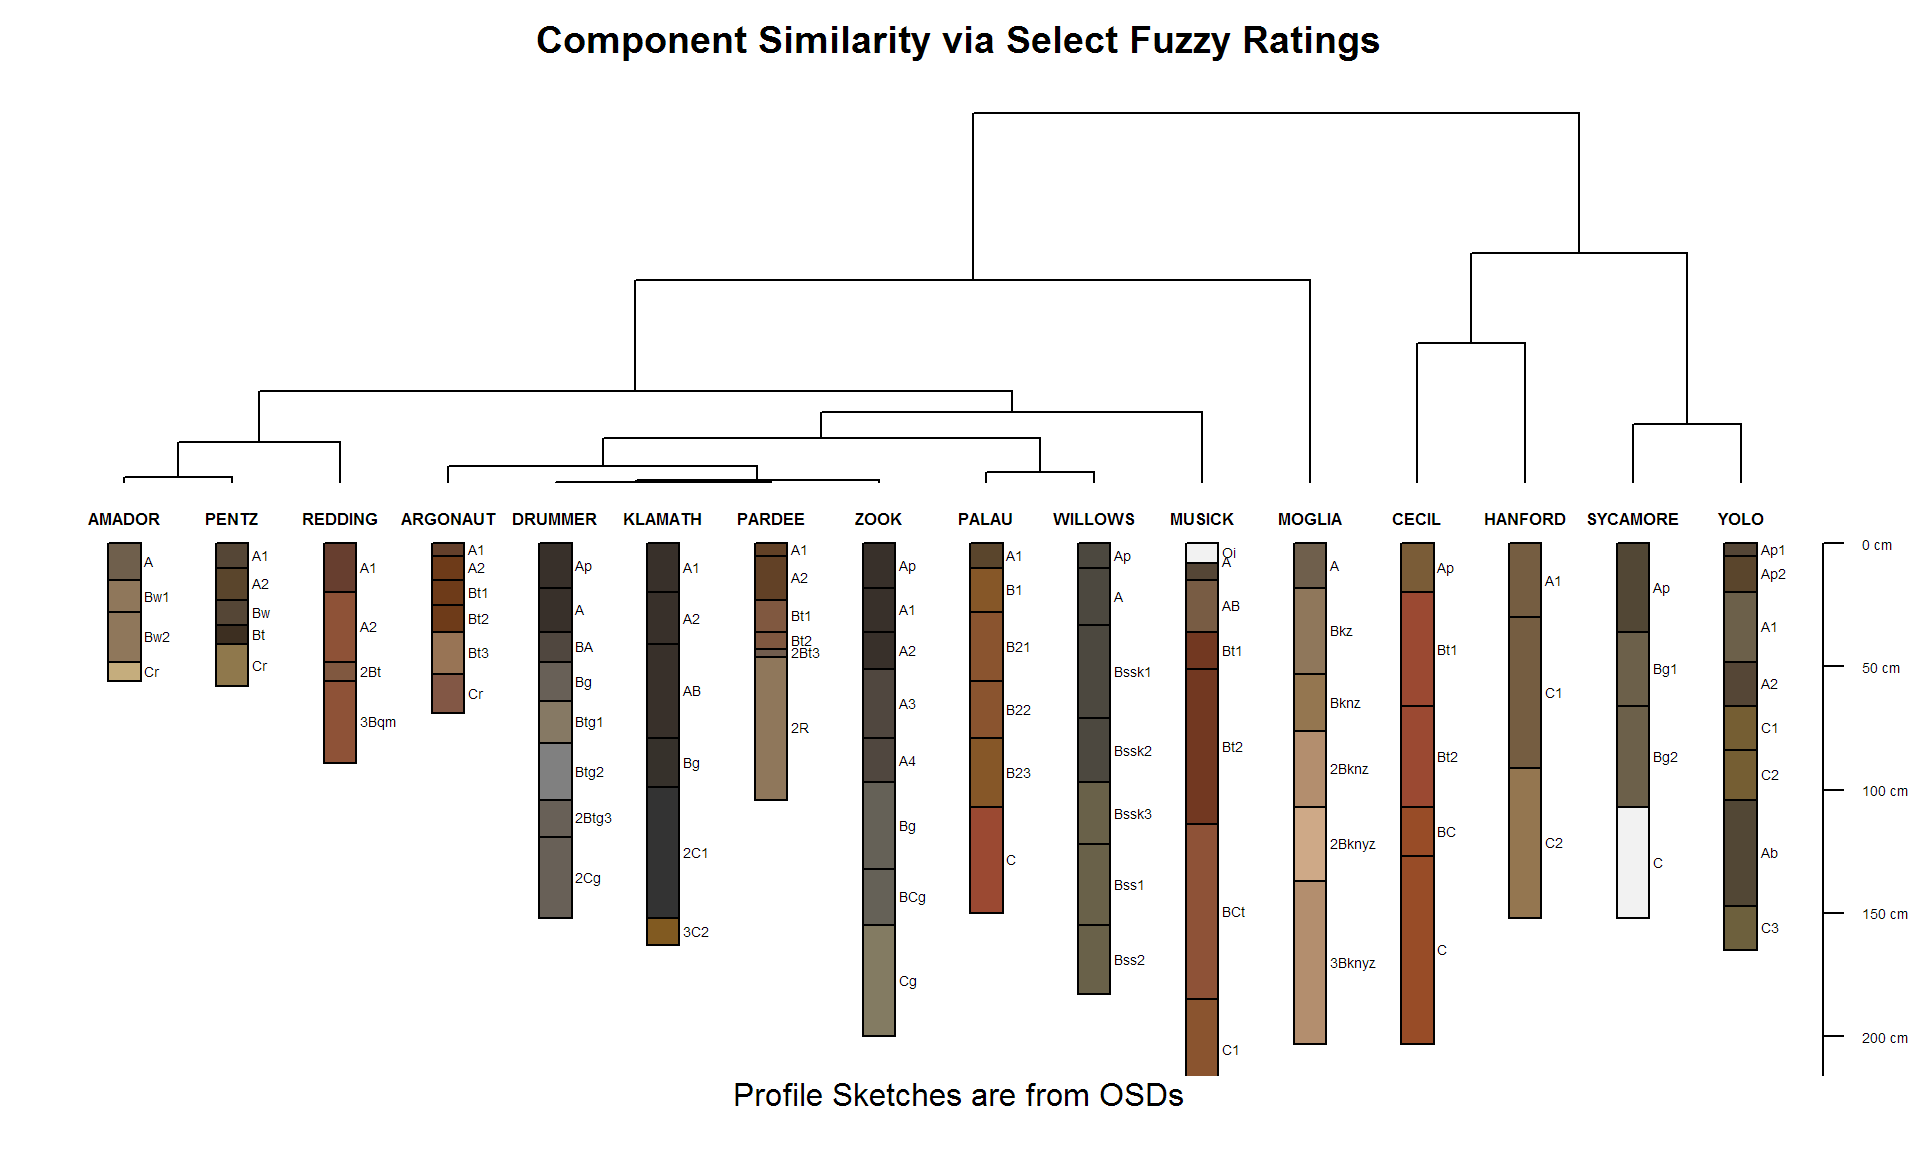 Component Similarity via Select Fuzzy Ratings
AMADOR PENTZ REDDING ARGONAUT DRUMMER KLAMATH PARDEE ZOOK PALAU WILLOWS MUSICK MOGLIA CECIL HANFORD SYCAMORE YOLO
A
Bw1
Bw2
Cr
A1
A2
Bw
Bt
Cr
A1
A2
2Bt
3Bqm
A1
A2
Bt1
Bt2
Bt3
Cr
Ap
A
BA
Bg
Btg1
Btg2
2Btg3
2Cg
A1
A2
AB
Bg
2C1
3C2
A1
A2
Bt1
Bt2
2Bt3
2R
Ap
A1
A2
A3
A4
Bg
BCg
Cg
A1
B1
B21
B22
B23
C
Ap
A
Bssk1
Bssk2
Bssk3
Bss1
Bss2
Oi
A
AB
Bt1
Bt2
BCt
C1
A
Bkz
Bknz
2Bknz
2Bknyz
3Bknyz
Ap
Bt1
Bt2
BC
C
A1
C1
C2
Ap
Bg1
Bg2
C
Ap1
Ap2
A1
A2
C1
C2
Ab
C3
0 cm
50 cm
100 cm
150 cm
200 cm
Profile Sketches are from OSDs